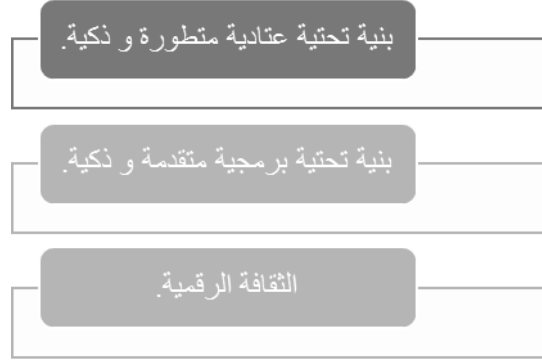 بنية تحتية عتادية متطورة و ذكية.
بنية تحتية برمجية متقدمة و ذكية.
الثقافة الرقمية.